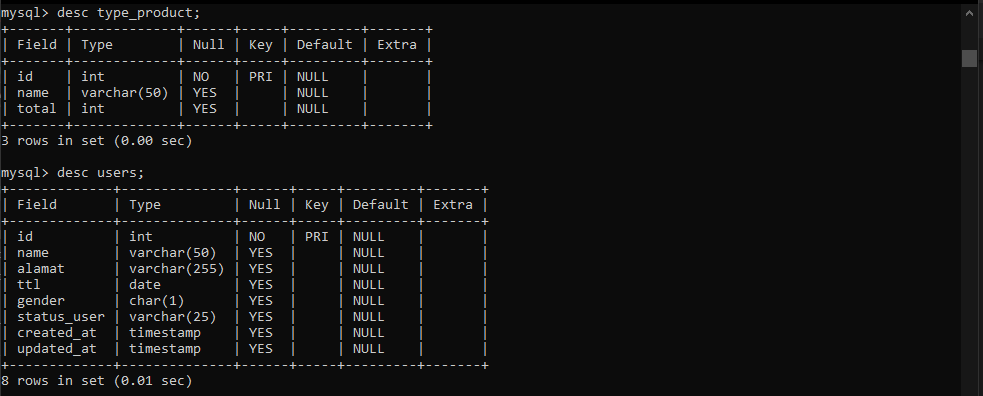 mysql> desc type_product;
+-------+-------------+------+-----+---------+-------+
| Field | Type        | Null | Key | Default | Extra |
+-------+-------------+------+-----+---------+-------+
| id    | int         | NO   | PRI | NULL    |       |
| name  | varchar(50) | YES  |     | NULL    |       |
| total | int         | YES  |     | NULL    |       |
+-------+-------------+------+-----+---------+-------+
3 rows in set (0.00 sec)

mysql> desc users;
+-------------+--------------+------+-----+---------+-------+
| Field       | Type         | Null | Key | Default | Extra |
+-------------+--------------+------+-----+---------+-------+
| id          | int          | NO   | PRI | NULL    |       |
| name        | varchar(50)  | YES  |     | NULL    |       |
| alamat      | varchar(255) | YES  |     | NULL    |       |
| ttl         | date         | YES  |     | NULL    |       |
| gender      | char(1)      | YES  |     | NULL    |       |
| status_user | varchar(25)  | YES  |     | NULL    |       |
| created_at  | timestamp    | YES  |     | NULL    |       |
| updated_at  | timestamp    | YES  |     | NULL    |       |
+-------------+--------------+------+-----+---------+-------+
8 rows in set (0.01 sec)